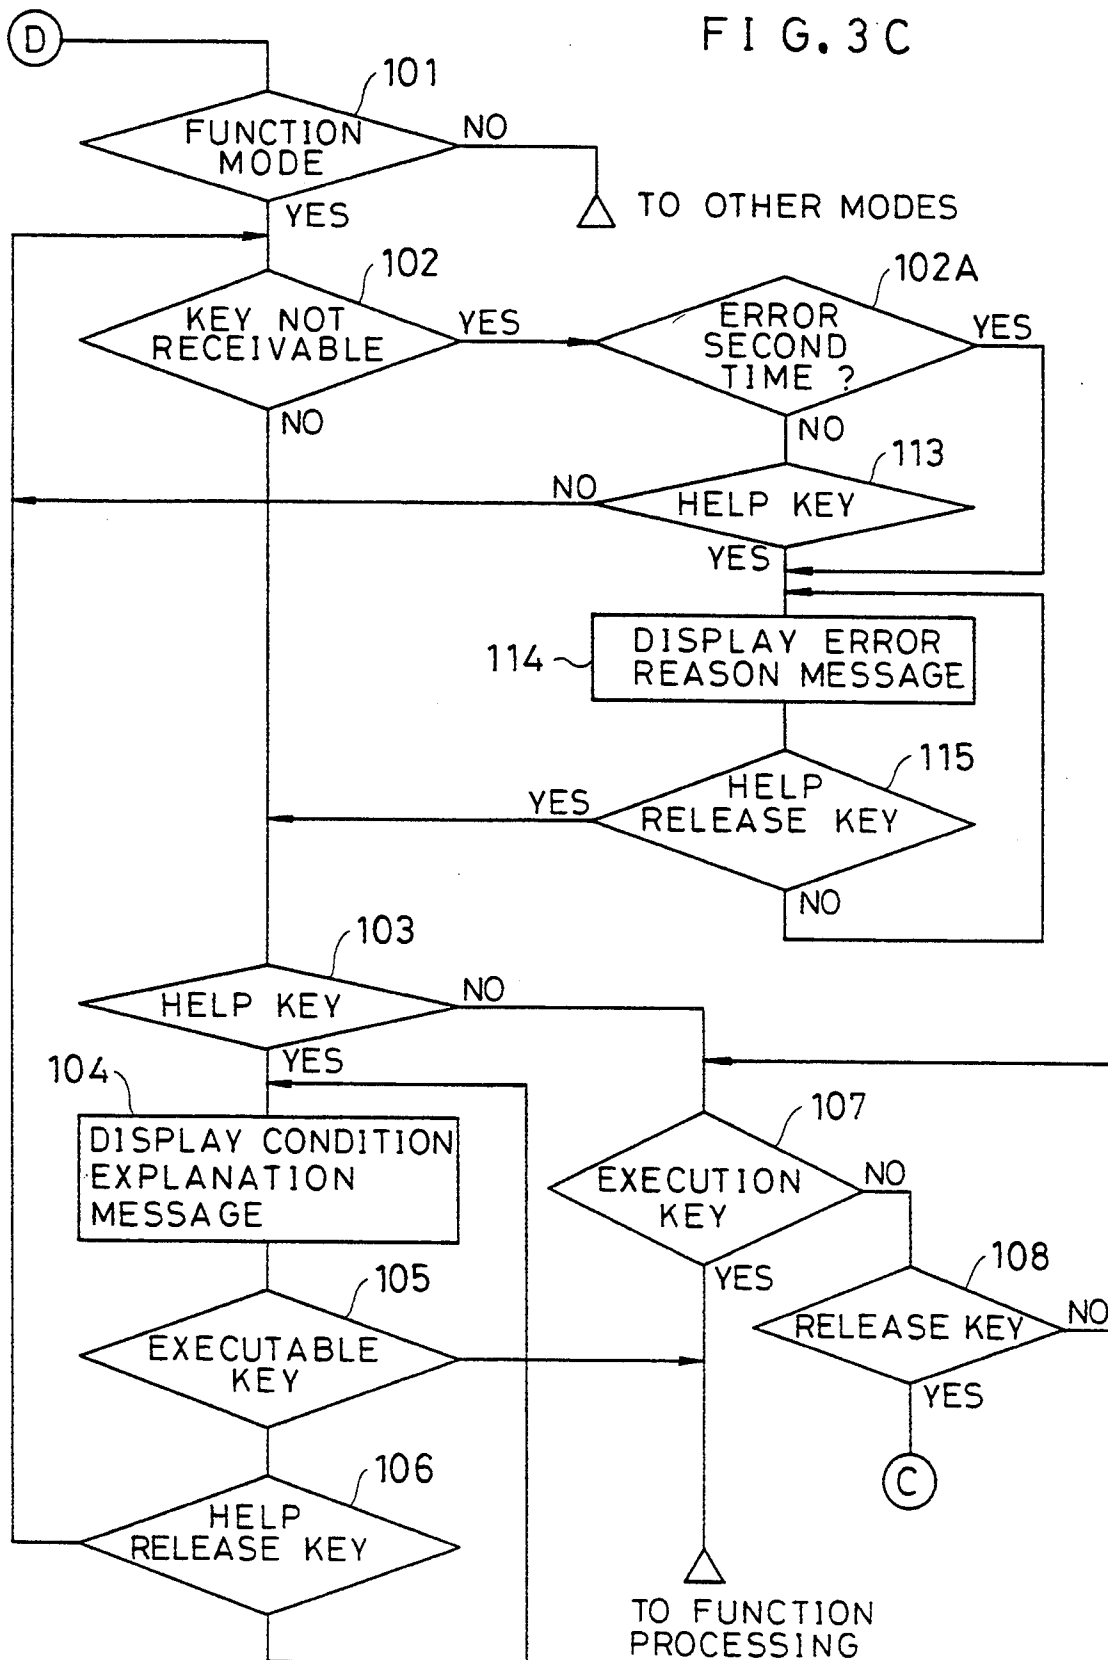 D
FIG. 3C
101
FUNCTION
MODE
NO
TO OTHER MODES
YES
102
KEY NOT
RECEIVABLE
YES
102A
ERROR
SECOND
TIME ?
YES
NO
NO
113
HELP KEY
NO
YES
114
DISPLAY ERROR
REASON MESSAGE
115
HELP
RELEASE KEY
YES
NO
103
HELP KEY
NO
YES
104
DISPLAY CONDITION
EXPLANATION
MESSAGE
107
EXECUTION
KEY
NO
YES
105
EXECUTABLE
KEY
108
RELEASE KEY
NO
YES
C
106
HELP
RELEASE KEY
TO FUNCTION
PROCESSING